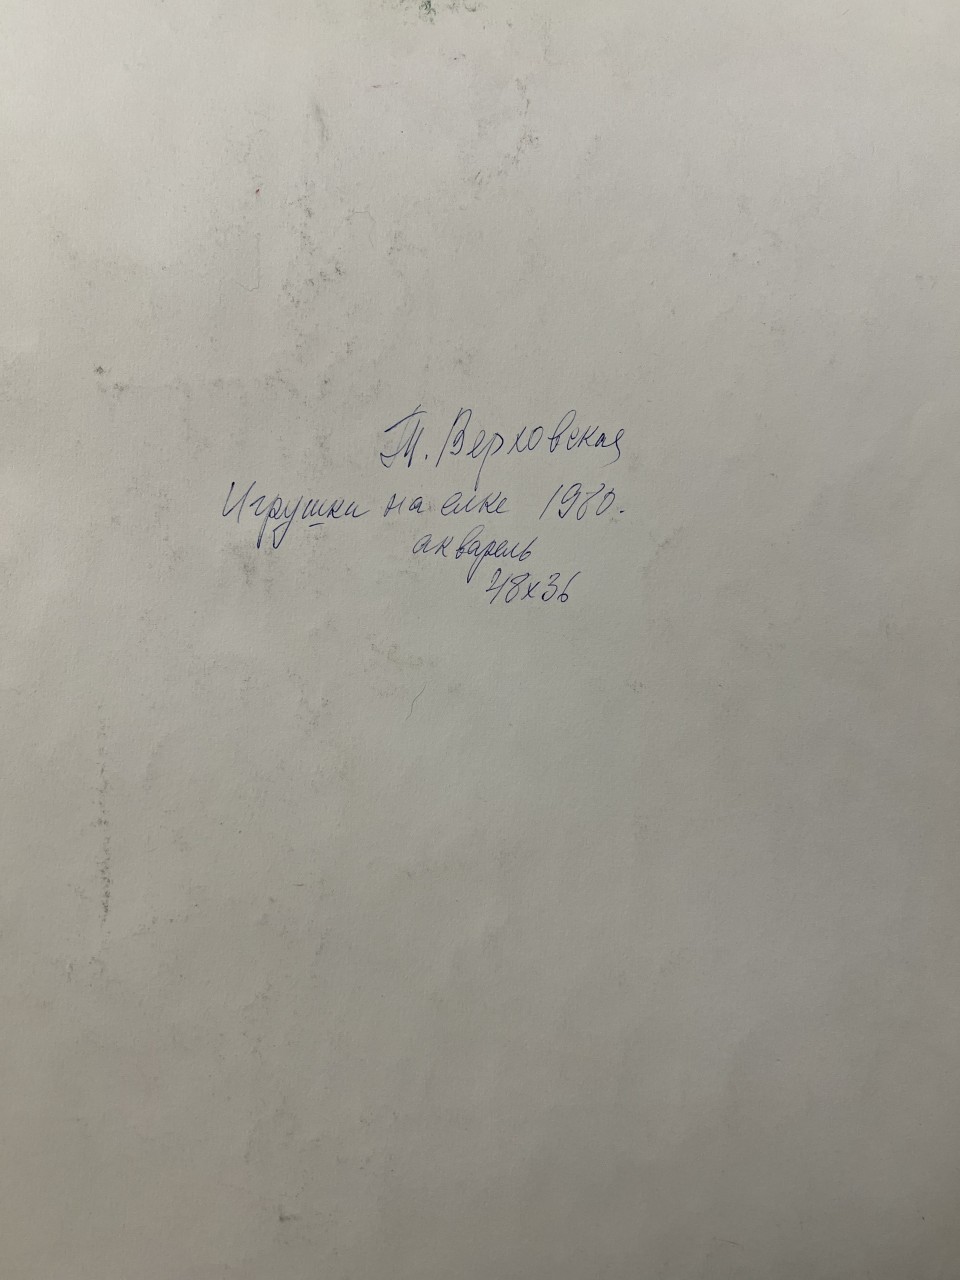 Т. Верховская
Игрушки на елке 1980.
акварель
48х36